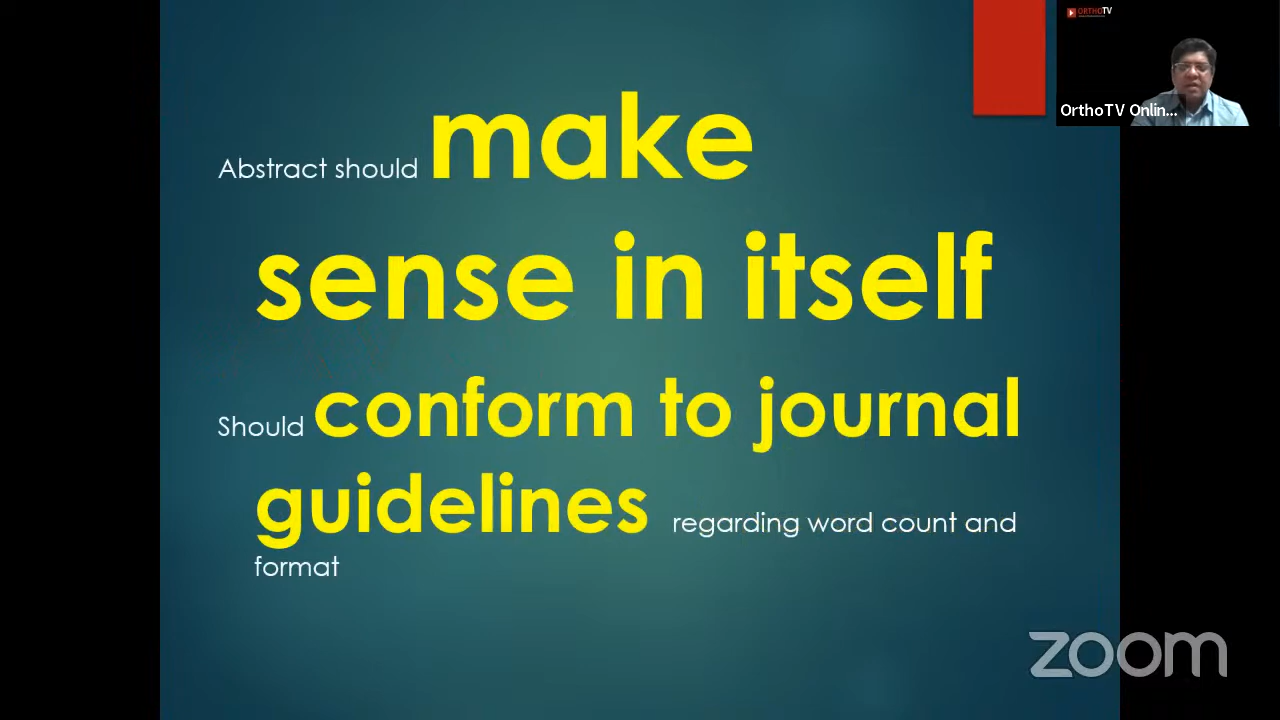 ORTHOTV
OrthoTV Onlin...
Abstract should make
sense in itself
Should conform to journal
guidelines regarding word count and
format
zoom